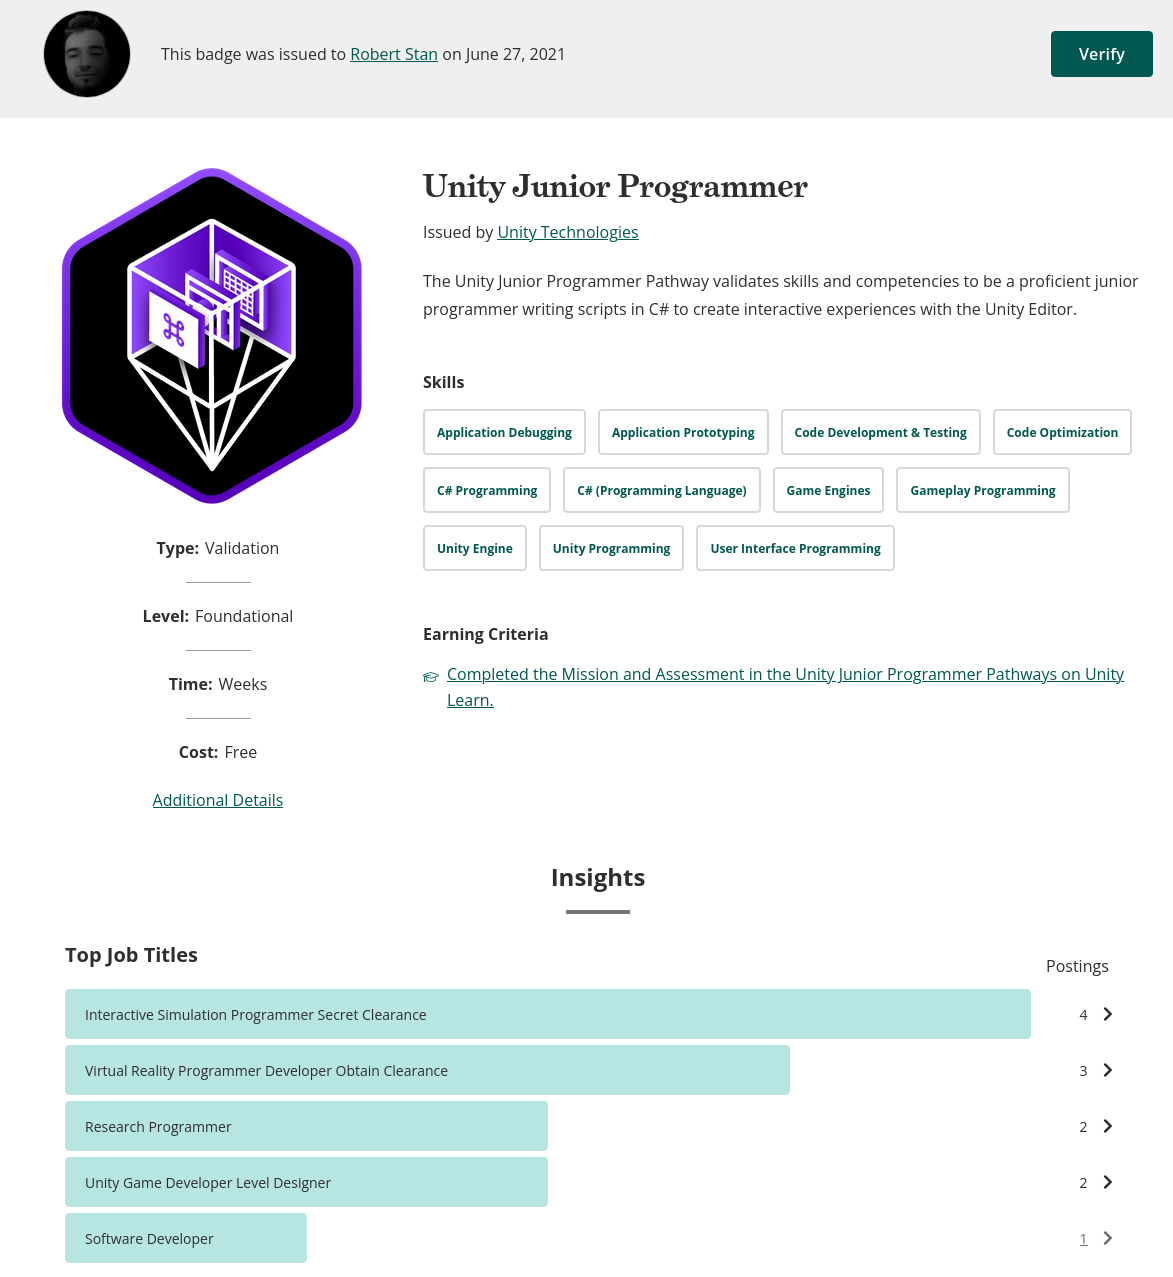 This badge was issued to Robert Stan on June 27, 2021
Verify
Unity Junior Programmer
Issued by Unity Technologies
The Unity Junior Programmer Pathway validates skills and competencies to be a proficient junior
programmer writing scripts in C# to create interactive experiences with the Unity Editor.
Skills
Application Debugging
Application Prototyping
Code Development & Testing
Code Optimization
C# Programming
C# (Programming Language)
Game Engines
Gameplay Programming
Unity Engine
Unity Programming
User Interface Programming
Type: Validation
Level: Foundational
Time: Weeks
Cost: Free
Additional Details
Earning Criteria
Completed the Mission and Assessment in the Unity Junior Programmer Pathways on Unity
Learn.
Insights
Top Job Titles
Postings
Interactive Simulation Programmer Secret Clearance 4
Virtual Reality Programmer Developer Obtain Clearance 3
Research Programmer 2
Unity Game Developer Level Designer 2
Software Developer 1